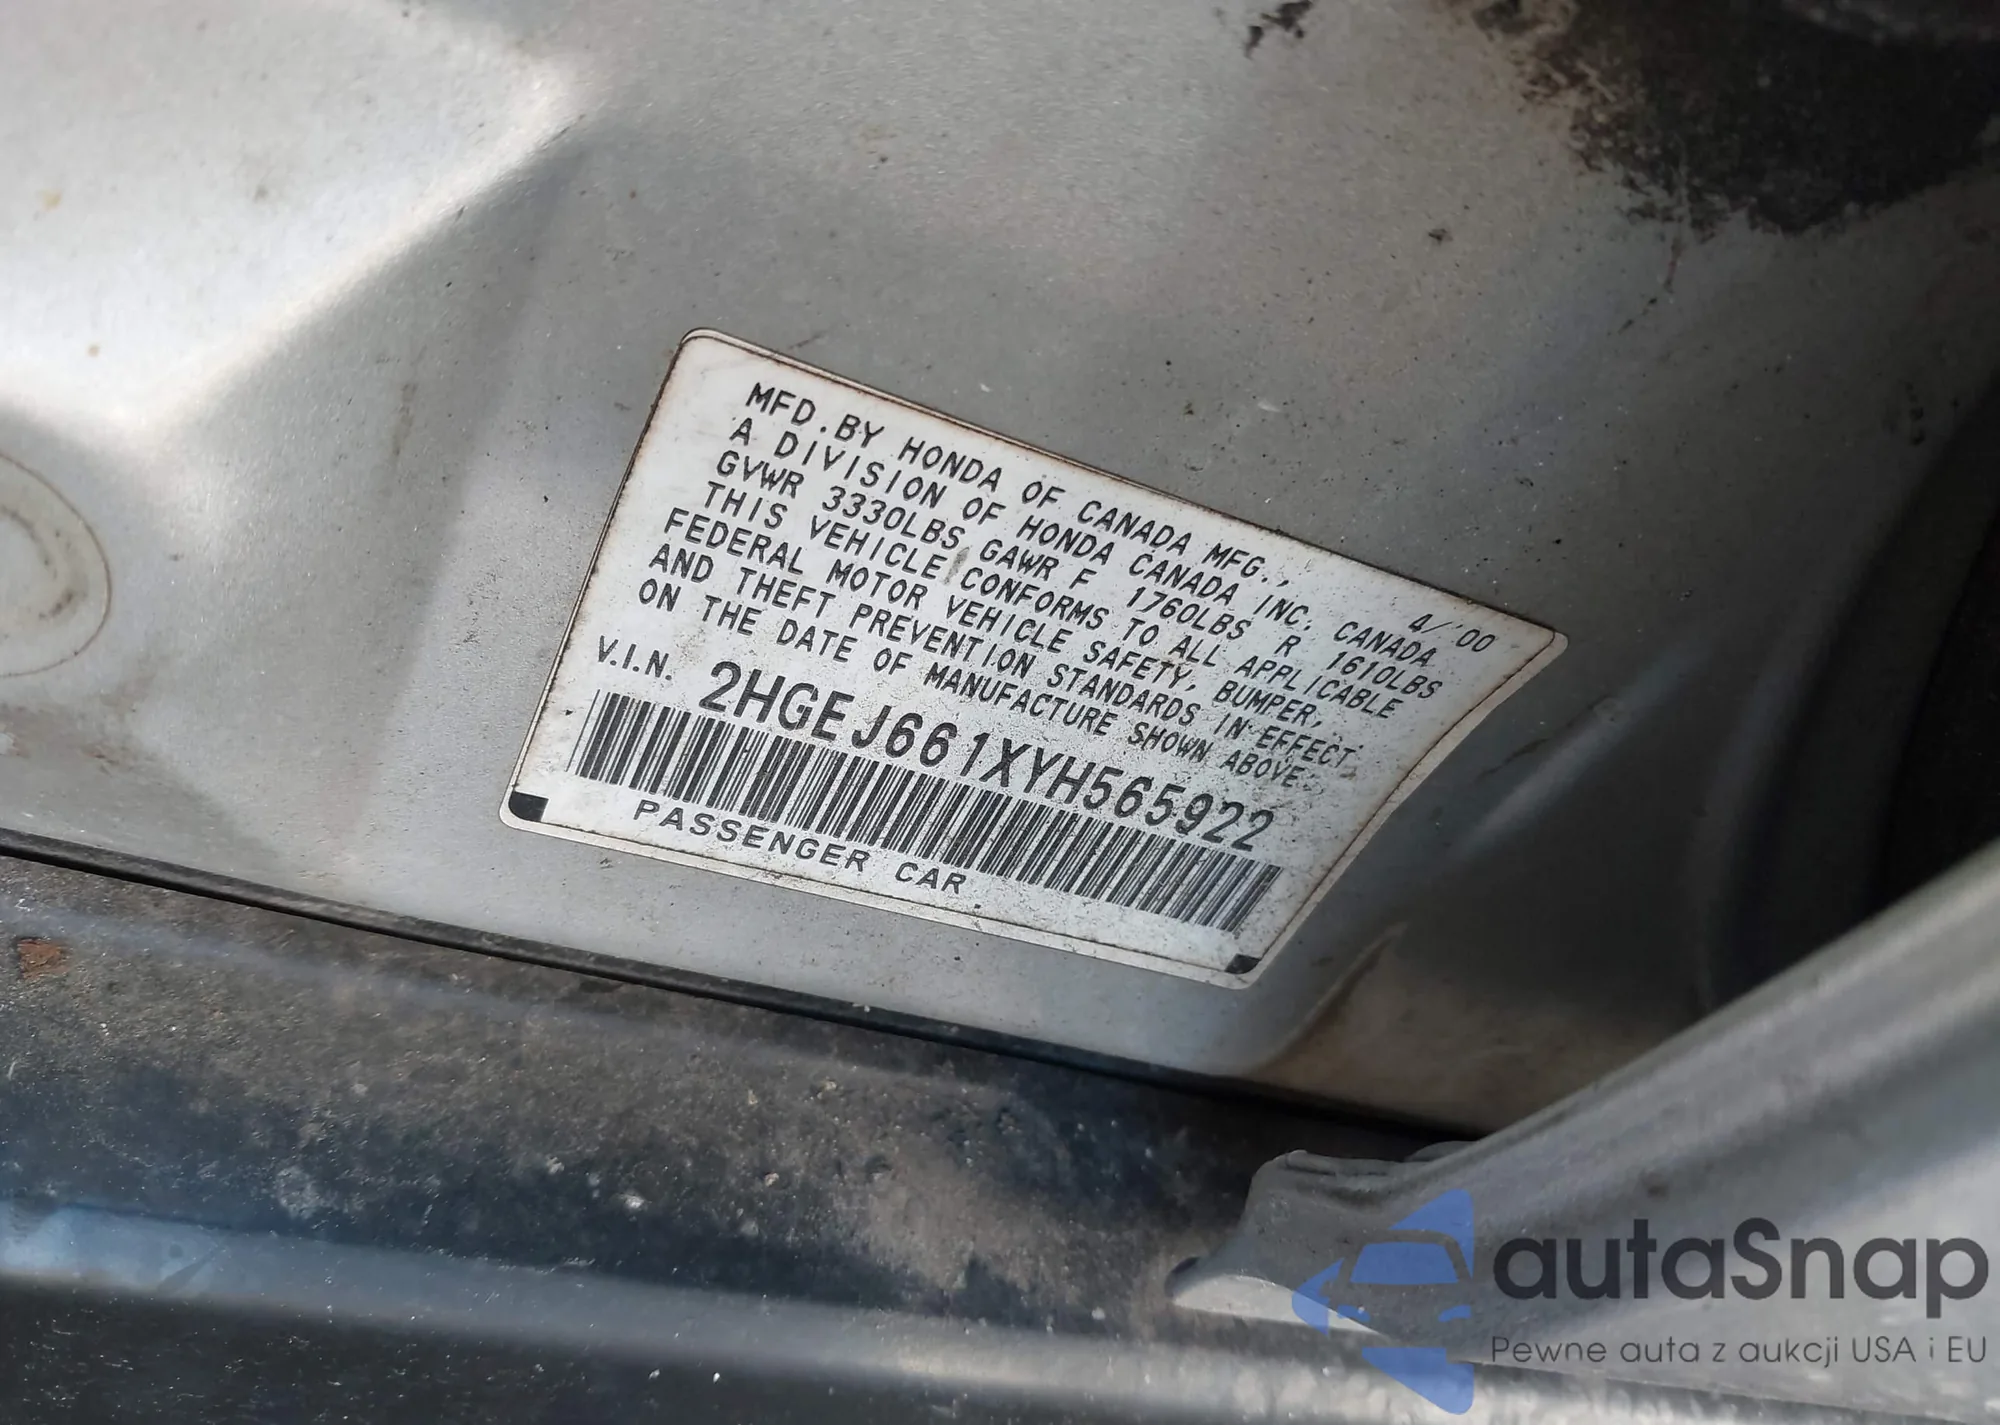 MFD. BY HONDA OF CANADA MFG., 4/'00
A DIVISION OF HONDA CANADA INC. CANADA
GVWR 3330LBS GAWR F 1760LBS R 1610LBS
THIS VEHICLE CONFORMS TO ALL APPLICABLE
FEDERAL MOTOR VEHICLE SAFETY, BUMPER,
AND THEFT PREVENTION STANDARDS IN EFFECT
ON THE DATE OF MANUFACTURE SHOWN ABOVE.
V.I.N. 2HGEJ661XYH565922
PASSENGER CAR
autaSnap
Pewne auta z aukcji USA i EU